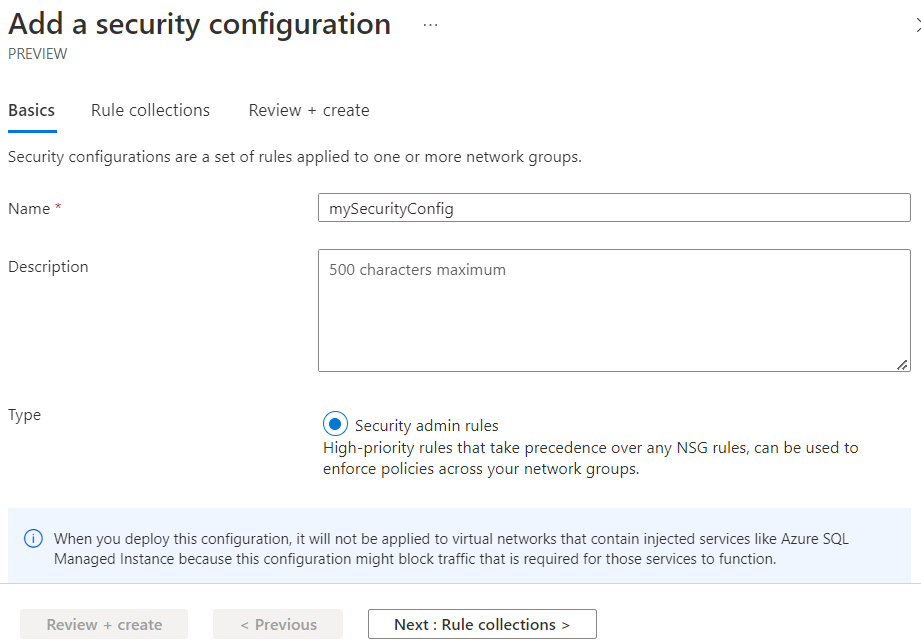 Add a security configuration ...
PREVIEW
Basics Rule collections Review + create
Security configurations are a set of rules applied to one or more network groups.
Name * mySecurityConfig
Description 500 characters maximum
Type
Security admin rules
High-priority rules that take precedence over any NSG rules, can be used to
enforce policies across your network groups.
When you deploy this configuration, it will not be applied to virtual networks that contain injected services like Azure SQL
Managed Instance because this configuration might block traffic that is required for those services to function.
Review + create < Previous Next : Rule collections >